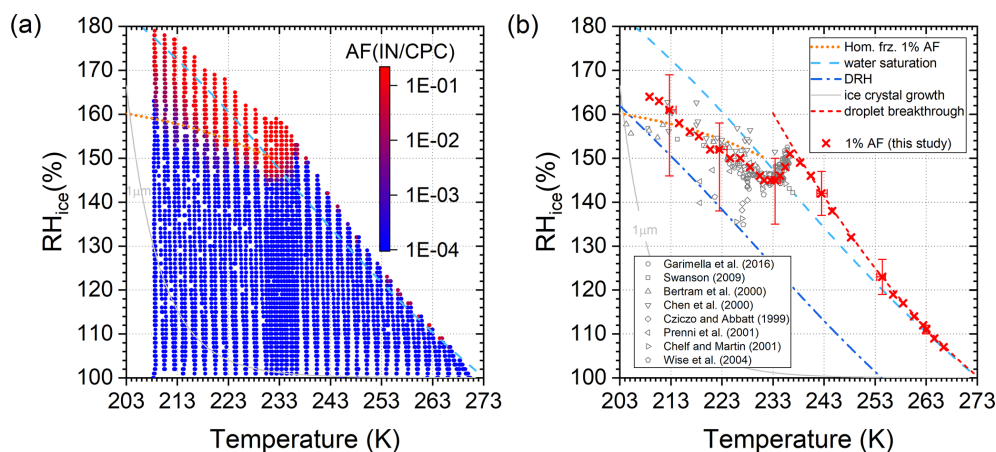 (a)
RHice(%)
180
170
160
150
140
130
120
110
100
AF(IN/CPC)
1E-01
1E-02
1E-03
1E-04
1μm
203 213 223 233 243 253 263 273
Temperature (K)
(b)
RHice(%)
180
170
160
150
140
130
120
110
100
Hom. frz. 1% AF
water saturation
DRH
ice crystal growth
droplet breakthrough
1% AF (this study)
1μm
Garimella et al. (2016)
Swanson (2009)
Bertram et al. (2000)
Chen et al. (2000)
Cziczo and Abbatt (1999)
Prenni et al. (2001)
Chelf and Martin (2001)
Wise et al. (2004)
203 213 223 233 243 253 263 273
Temperature (K)